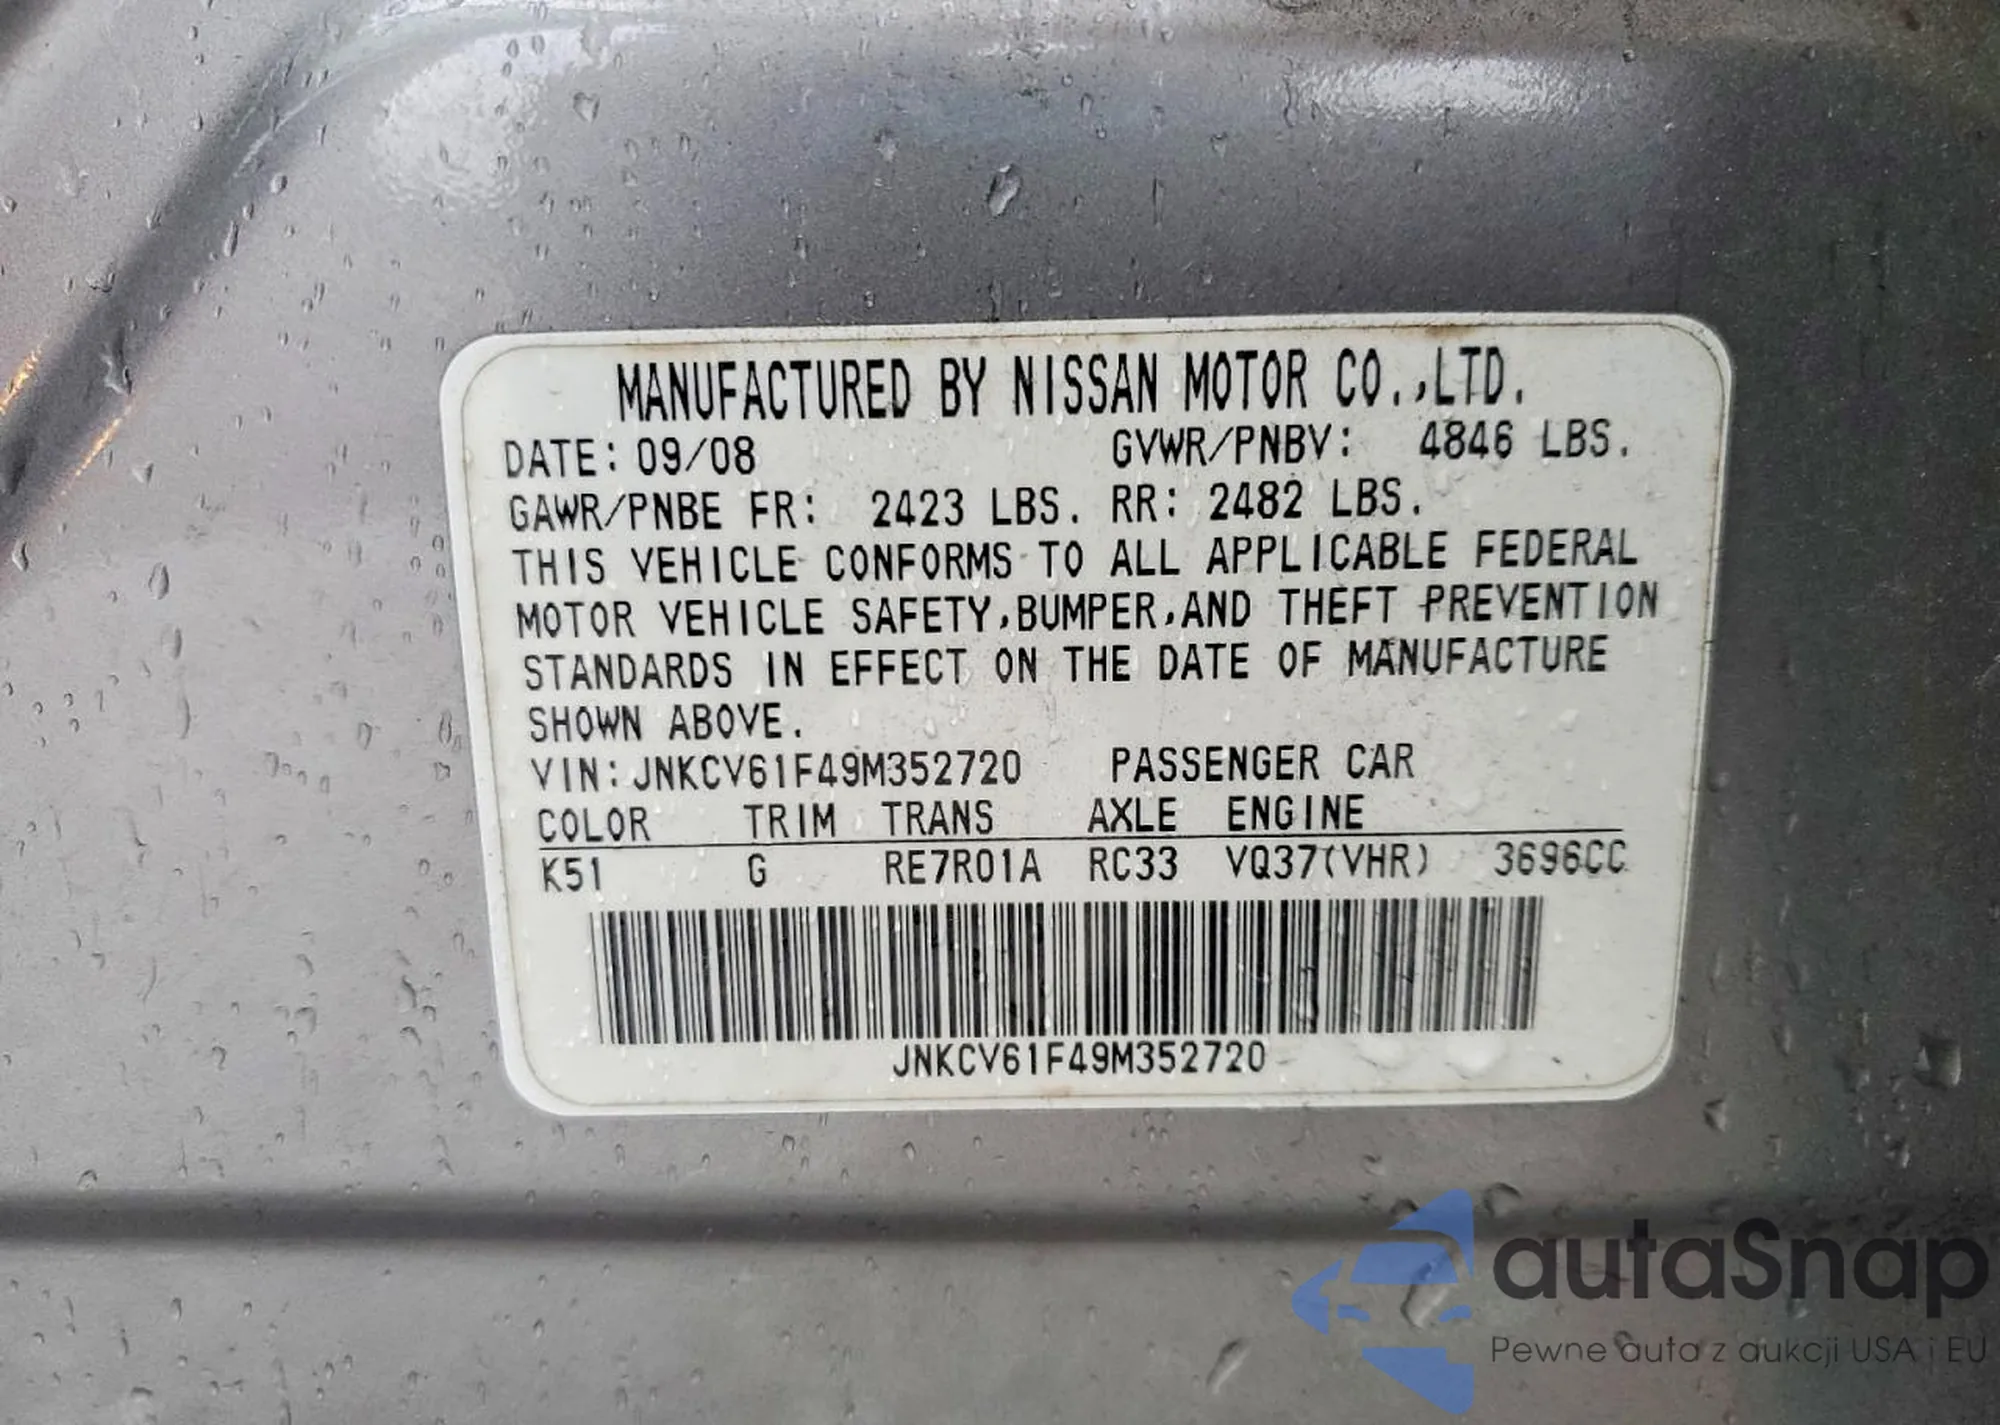 MANUFACTURED BY NISSAN MOTOR CO.,LTD.
DATE: 09/08 GVWR/PNBV: 4846 LBS.
GAWR/PNBE FR: 2423 LBS. RR: 2482 LBS.
THIS VEHICLE CONFORMS TO ALL APPLICABLE FEDERAL
MOTOR VEHICLE SAFETY,BUMPER,AND THEFT PREVENTION
STANDARDS IN EFFECT ON THE DATE OF MANUFACTURE
SHOWN ABOVE.
VIN:JNKCV61F49M352720 PASSENGER CAR
COLOR TRIM TRANS AXLE ENGINE
K51 G RE7R01A RC33 VQ37(VHR) 3696CC
JNKCV61F49M352720
autaSnap
Pewne auta z aukcji USA i EU